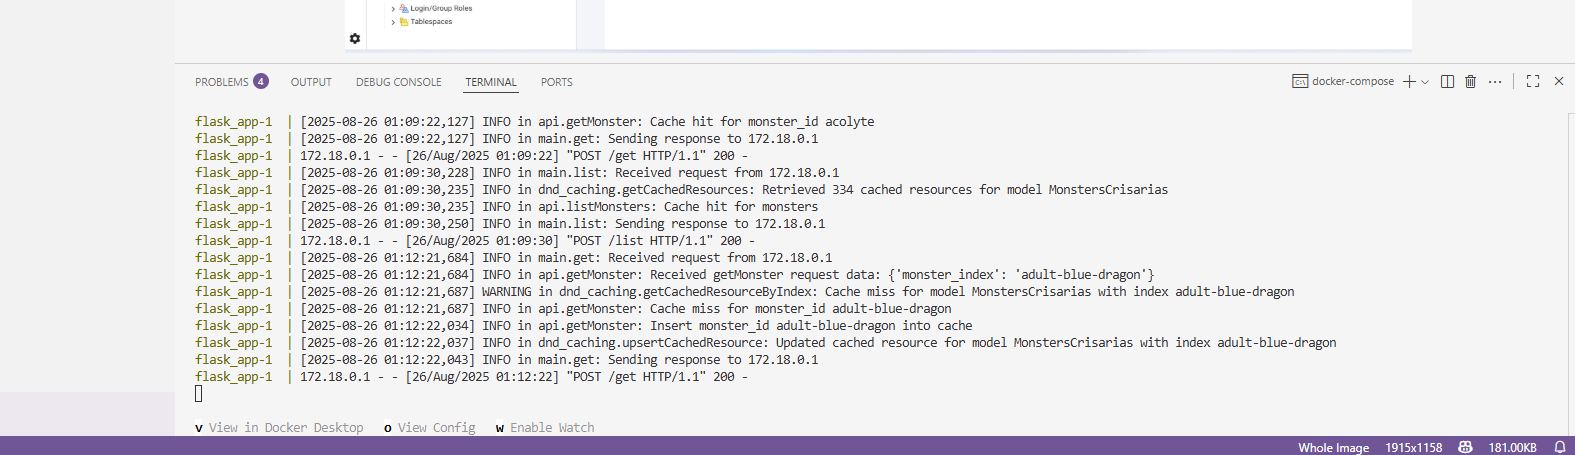 Login/Group Roles
Tablespaces
PROBLEMS 4 OUTPUT DEBUG CONSOLE TERMINAL PORTS docker-compose
flask_app-1 | [2025-08-26 01:09:22,127] INFO in api.getMonster: Cache hit for monster_id acolyte
flask_app-1 | [2025-08-26 01:09:22,127] INFO in main.get: Sending response to 172.18.0.1
flask_app-1 | 172.18.0.1 - - [26/Aug/2025 01:09:22] "POST /get HTTP/1.1" 200 -
flask_app-1 | [2025-08-26 01:09:30,228] INFO in main.list: Received request from 172.18.0.1
flask_app-1 | [2025-08-26 01:09:30,235] INFO in dnd_caching.getCachedResources: Retrieved 334 cached resources for model MonstersCrisarias
flask_app-1 | [2025-08-26 01:09:30,235] INFO in api.listMonsters: Cache hit for monsters
flask_app-1 | [2025-08-26 01:09:30,250] INFO in main.list: Sending response to 172.18.0.1
flask_app-1 | 172.18.0.1 - - [26/Aug/2025 01:09:30] "POST /list HTTP/1.1" 200 -
flask_app-1 | [2025-08-26 01:12:21,684] INFO in main.get: Received request from 172.18.0.1
flask_app-1 | [2025-08-26 01:12:21,684] INFO in api.getMonster: Received getMonster request data: {'monster_index': 'adult-blue-dragon'}
flask_app-1 | [2025-08-26 01:12:21,687] WARNING in dnd_caching.getCachedResourceByIndex: Cache miss for model MonstersCrisarias with index adult-blue-dragon
flask_app-1 | [2025-08-26 01:12:21,687] INFO in api.getMonster: Cache miss for monster_id adult-blue-dragon
flask_app-1 | [2025-08-26 01:12:22,034] INFO in api.getMonster: Insert monster_id adult-blue-dragon into cache
flask_app-1 | [2025-08-26 01:12:22,037] INFO in dnd_caching.upsertCachedResource: Updated cached resource for model MonstersCrisarias with index adult-blue-dragon
flask_app-1 | [2025-08-26 01:12:22,043] INFO in main.get: Sending response to 172.18.0.1
flask_app-1 | 172.18.0.1 - - [26/Aug/2025 01:12:22] "POST /get HTTP/1.1" 200 -
v View in Docker Desktop o View Config w Enable Watch
Whole Image 1915x1158 181.00KB